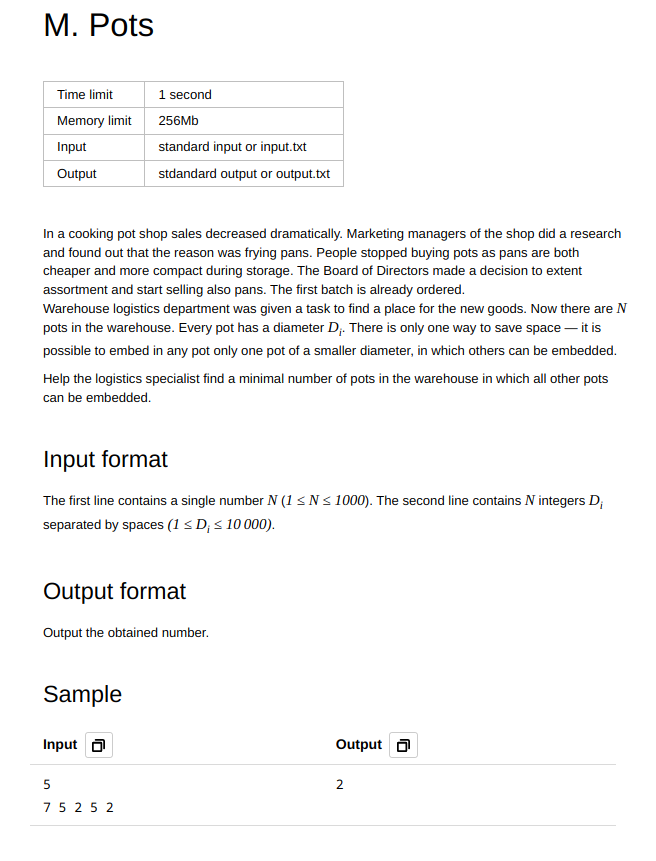 M. Pots
Time limit 1 second
Memory limit 256Mb
Input standard input or input.txt
Output stdandard output or output.txt
In a cooking pot shop sales decreased dramatically. Marketing managers of the shop did a research
and found out that the reason was frying pans. People stopped buying pots as pans are both
cheaper and more compact during storage. The Board of Directors made a decision to extent
assortment and start selling also pans. The first batch is already ordered.
Warehouse logistics department was given a task to find a place for the new goods. Now there are N
pots in the warehouse. Every pot has a diameter Di. There is only one way to save space — it is
possible to embed in any pot only one pot of a smaller diameter, in which others can be embedded.
Help the logistics specialist find a minimal number of pots in the warehouse in which all other pots
can be embedded.
Input format
The first line contains a single number N (1 ≤ N ≤ 1000). The second line contains N integers Di
separated by spaces (1 ≤ Di ≤ 10 000).
Output format
Output the obtained number.
Sample
Input Output
5 2
7 5 2 5 2